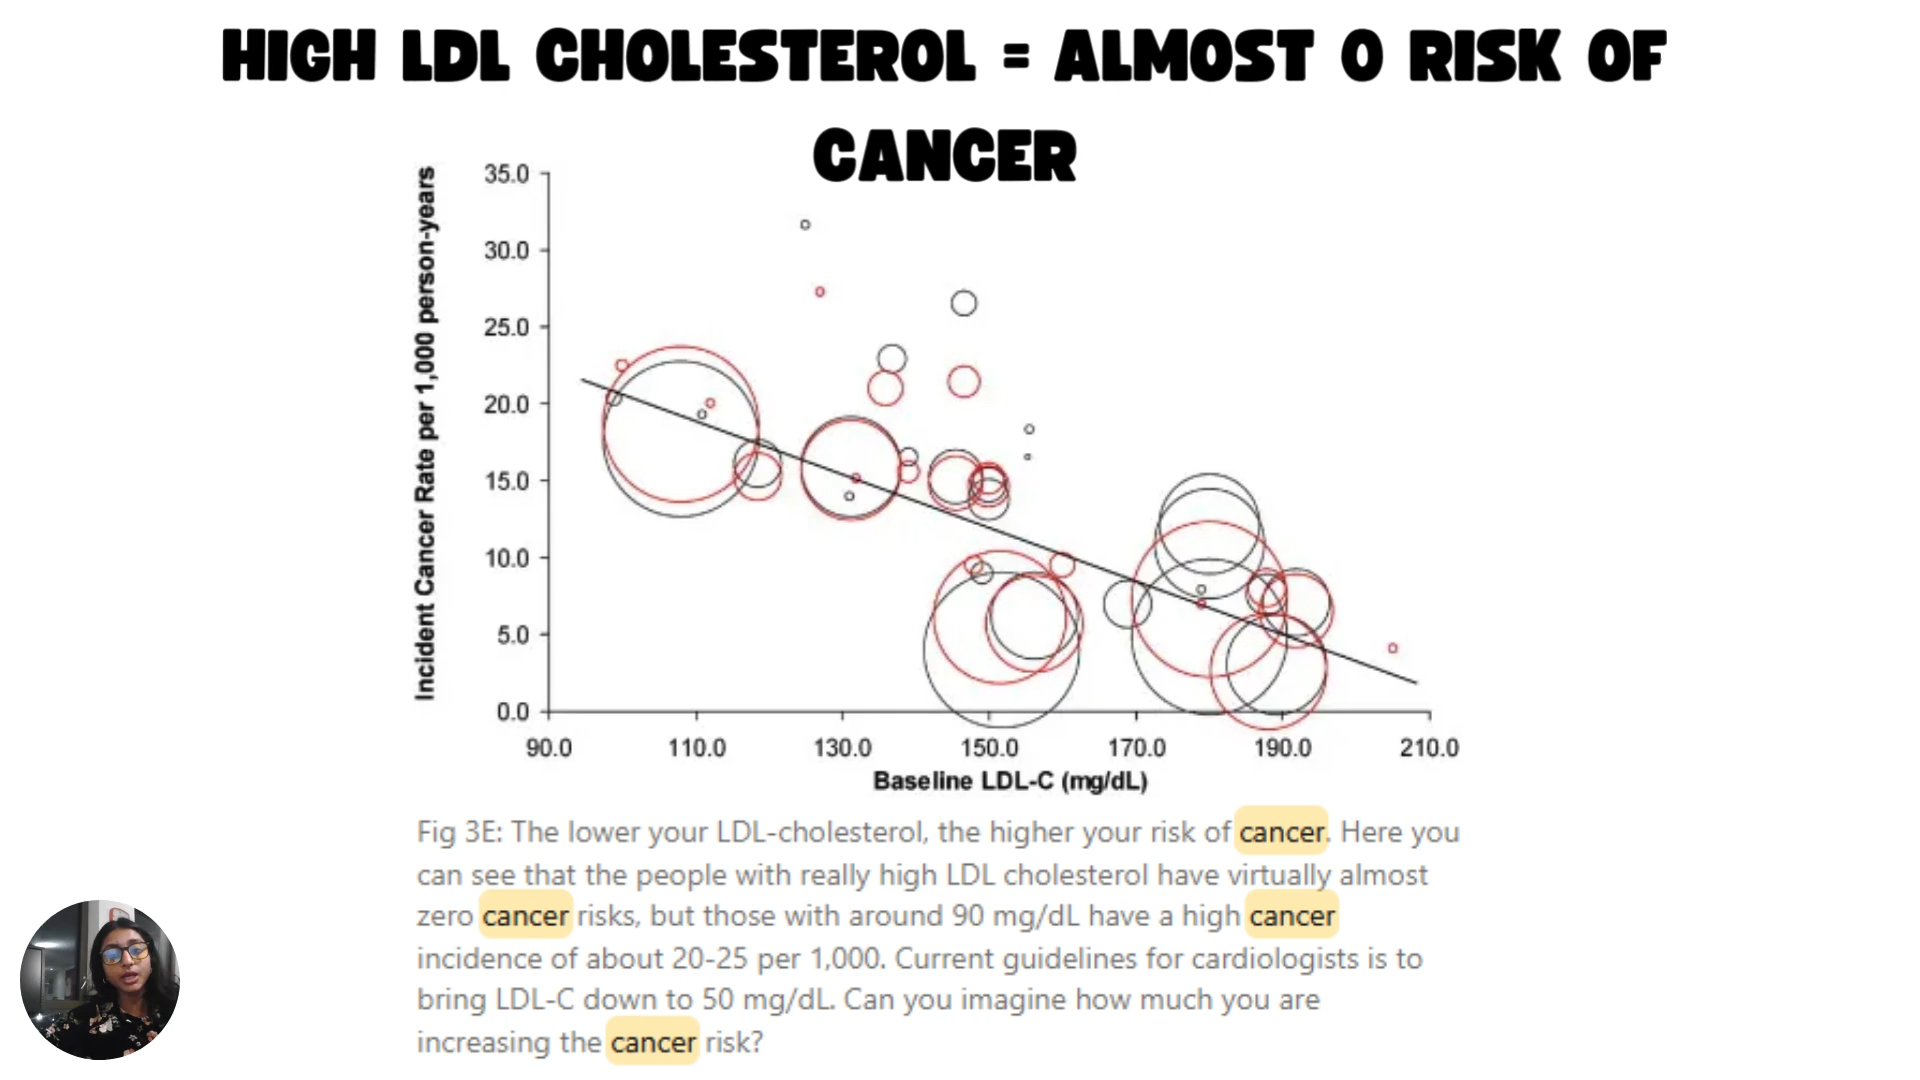 HIGH LDL CHOLESTEROL = ALMOST 0 RISK OF
CANCER
Incident Cancer Rate per 1,000 person-years
35.0
30.0
25.0
20.0
15.0
10.0
5.0
0.0
90.0 110.0 130.0 150.0 170.0 190.0 210.0
Baseline LDL-C (mg/dL)
Fig 3E: The lower your LDL-cholesterol, the higher your risk of cancer. Here you
can see that the people with really high LDL cholesterol have virtually almost
zero cancer risks, but those with around 90 mg/dL have a high cancer
incidence of about 20-25 per 1,000. Current guidelines for cardiologists is to
bring LDL-C down to 50 mg/dL. Can you imagine how much you are
increasing the cancer risk?